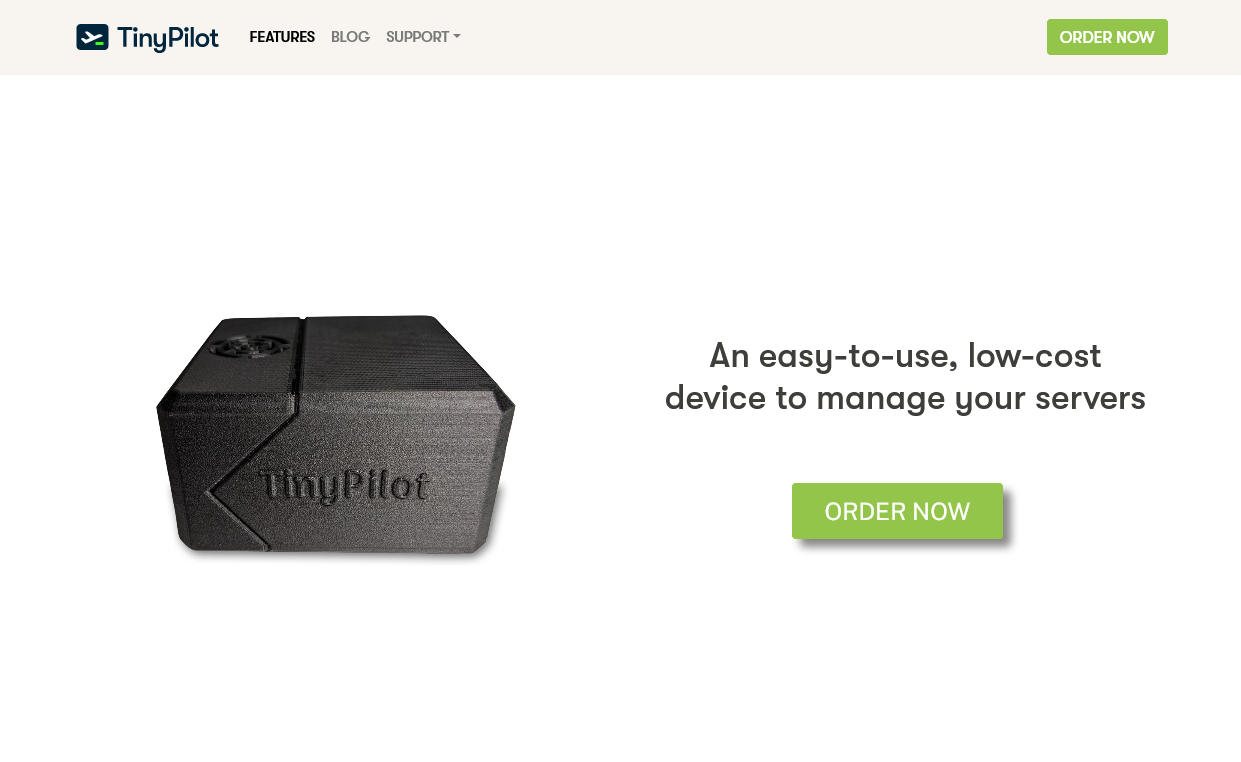 TinyPilot
FEATURES
BLOG
SUPPORT
ORDER NOW
TinyPilot
An easy-to-use, low-cost
device to manage your servers
ORDER NOW